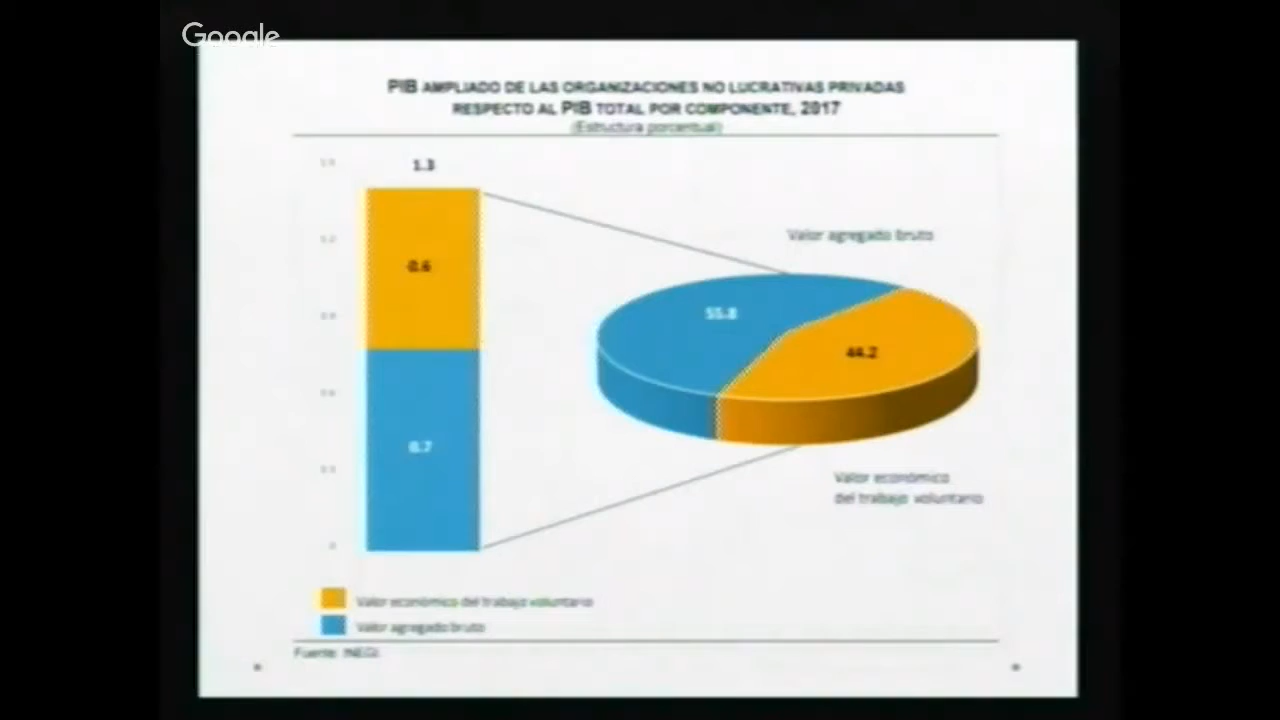 Google
PIB AMPLIADO DE LAS ORGANIZACIONES NO LUCRATIVAS PRIVADAS
RESPECTO AL PIB TOTAL POR COMPONENTE, 2017
(Estructura porcentual)
1.3
0.6
0.7
0
Valor agregado bruto
55.8
44.2
Valor económico
del trabajo voluntario
Valor económico del trabajo voluntario
Valor agregado bruto
Fuente: INEGI.